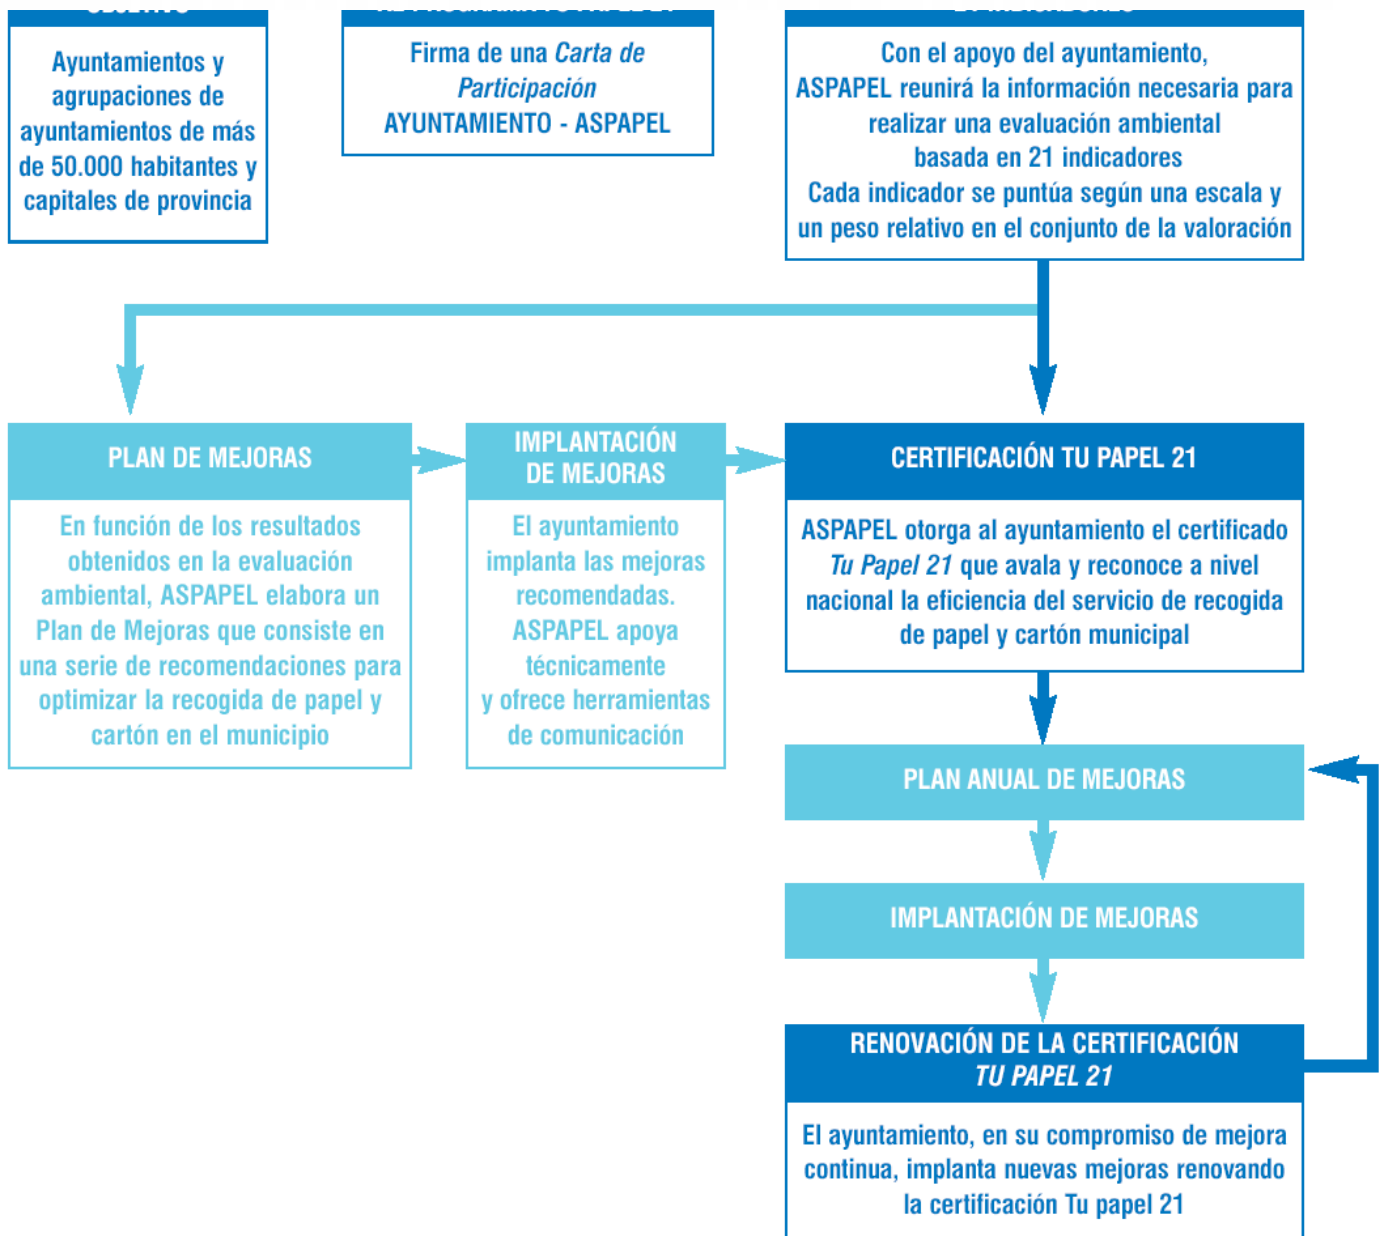 Ayuntamientos y
agrupaciones de
ayuntamientos de más
de 50.000 habitantes y
capitales de provincia
Firma de una Carta de
Participación
AYUNTAMIENTO - ASPAPEL
Con el apoyo del ayuntamiento,
ASPAPEL reunirá la información necesaria para
realizar una evaluación ambiental
basada en 21 indicadores
Cada indicador se puntúa según una escala y
un peso relativo en el conjunto de la valoración
PLAN DE MEJORAS
En función de los resultados
obtenidos en la evaluación
ambiental, ASPAPEL elabora un
Plan de Mejoras que consiste en
una serie de recomendaciones para
optimizar la recogida de papel y
cartón en el municipio
IMPLANTACIÓN
DE MEJORAS
El ayuntamiento
implanta las mejoras
recomendadas.
ASPAPEL apoya
técnicamente
y ofrece herramientas
de comunicación
CERTIFICACIÓN TU PAPEL 21
ASPAPEL otorga al ayuntamiento el certificado
Tu Papel 21 que avala y reconoce a nivel
nacional la eficiencia del servicio de recogida
de papel y cartón municipal
PLAN ANUAL DE MEJORAS
IMPLANTACIÓN DE MEJORAS
RENOVACIÓN DE LA CERTIFICACIÓN
TU PAPEL 21
El ayuntamiento, en su compromiso de mejora
continua, implanta nuevas mejoras renovando
la certificación Tu papel 21